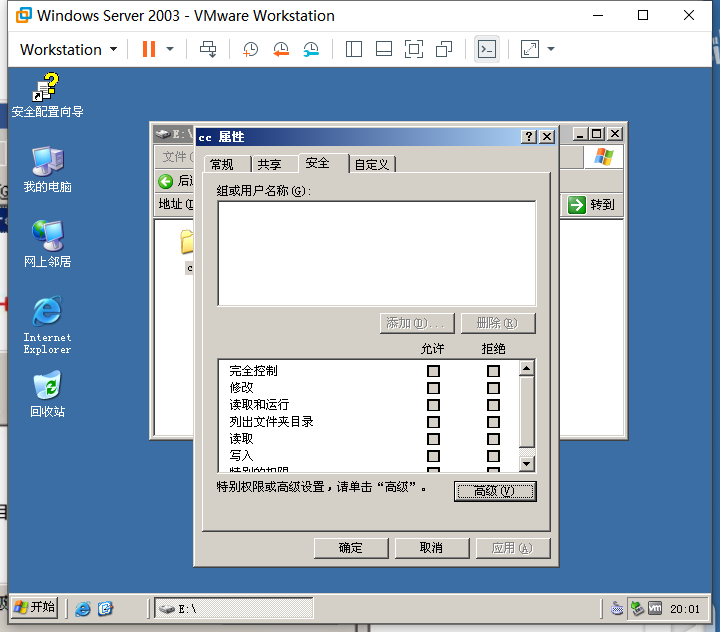 Windows Server 2003 - VMware Workstation
Workstation
安全配置向导
我的电脑
网上邻居
Internet
Explorer
回收站
E:\
文件(
后退
地址(D
转到
cc 属性
常规 共享 安全 自定义
组或用户名称(G):
添加(D)... 删除(R)
允许 拒绝
完全控制
修改
读取和运行
列出文件夹目录
读取
写入
特别的权限
特别权限或高级设置，请单击“高级”。
高级(V)
确定 取消 应用(A)
开始
E:\
20:01